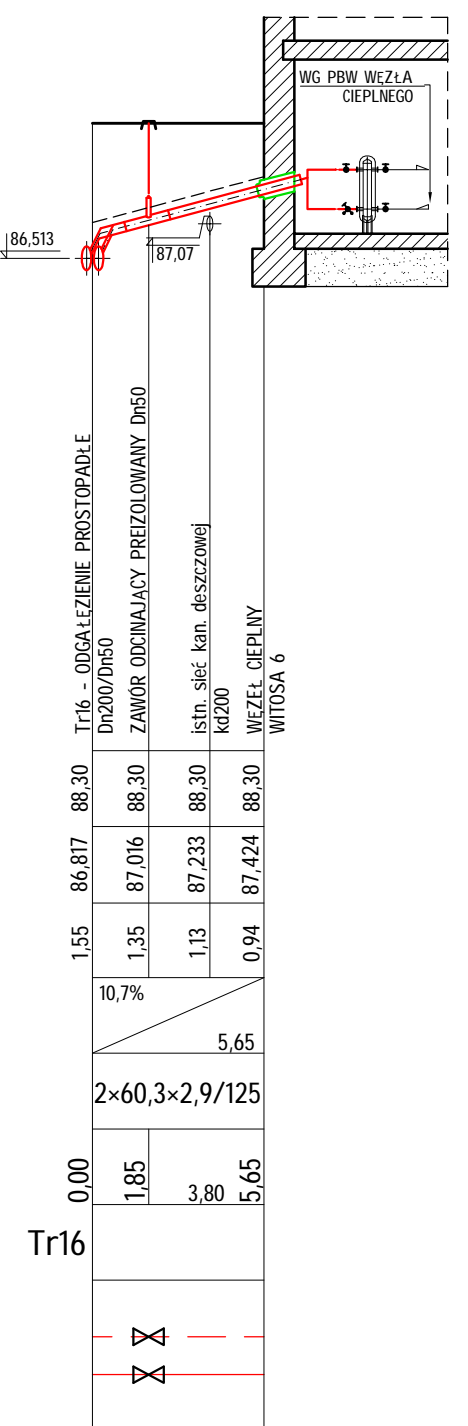 WG PBW WĘZŁA
CIEPLNEGO
86,513
87,07
Tr16 - ODGAŁĘZIENIE PROSTOPADŁE
Dn200/Dn50
ZAWÓR ODCINAJĄCY PREIZOLOWANY Dn50
istn. sieć kan. deszczowej
kd200
WĘZEŁ CIEPLNY
WITOSA 6
88,30
88,30
88,30
88,30
86,817
87,016
87,233
87,424
1,55
1,35
1,13
0,94
10,7%
5,65
2×60,3×2,9/125
0,00
1,85
3,80
5,65
Tr16